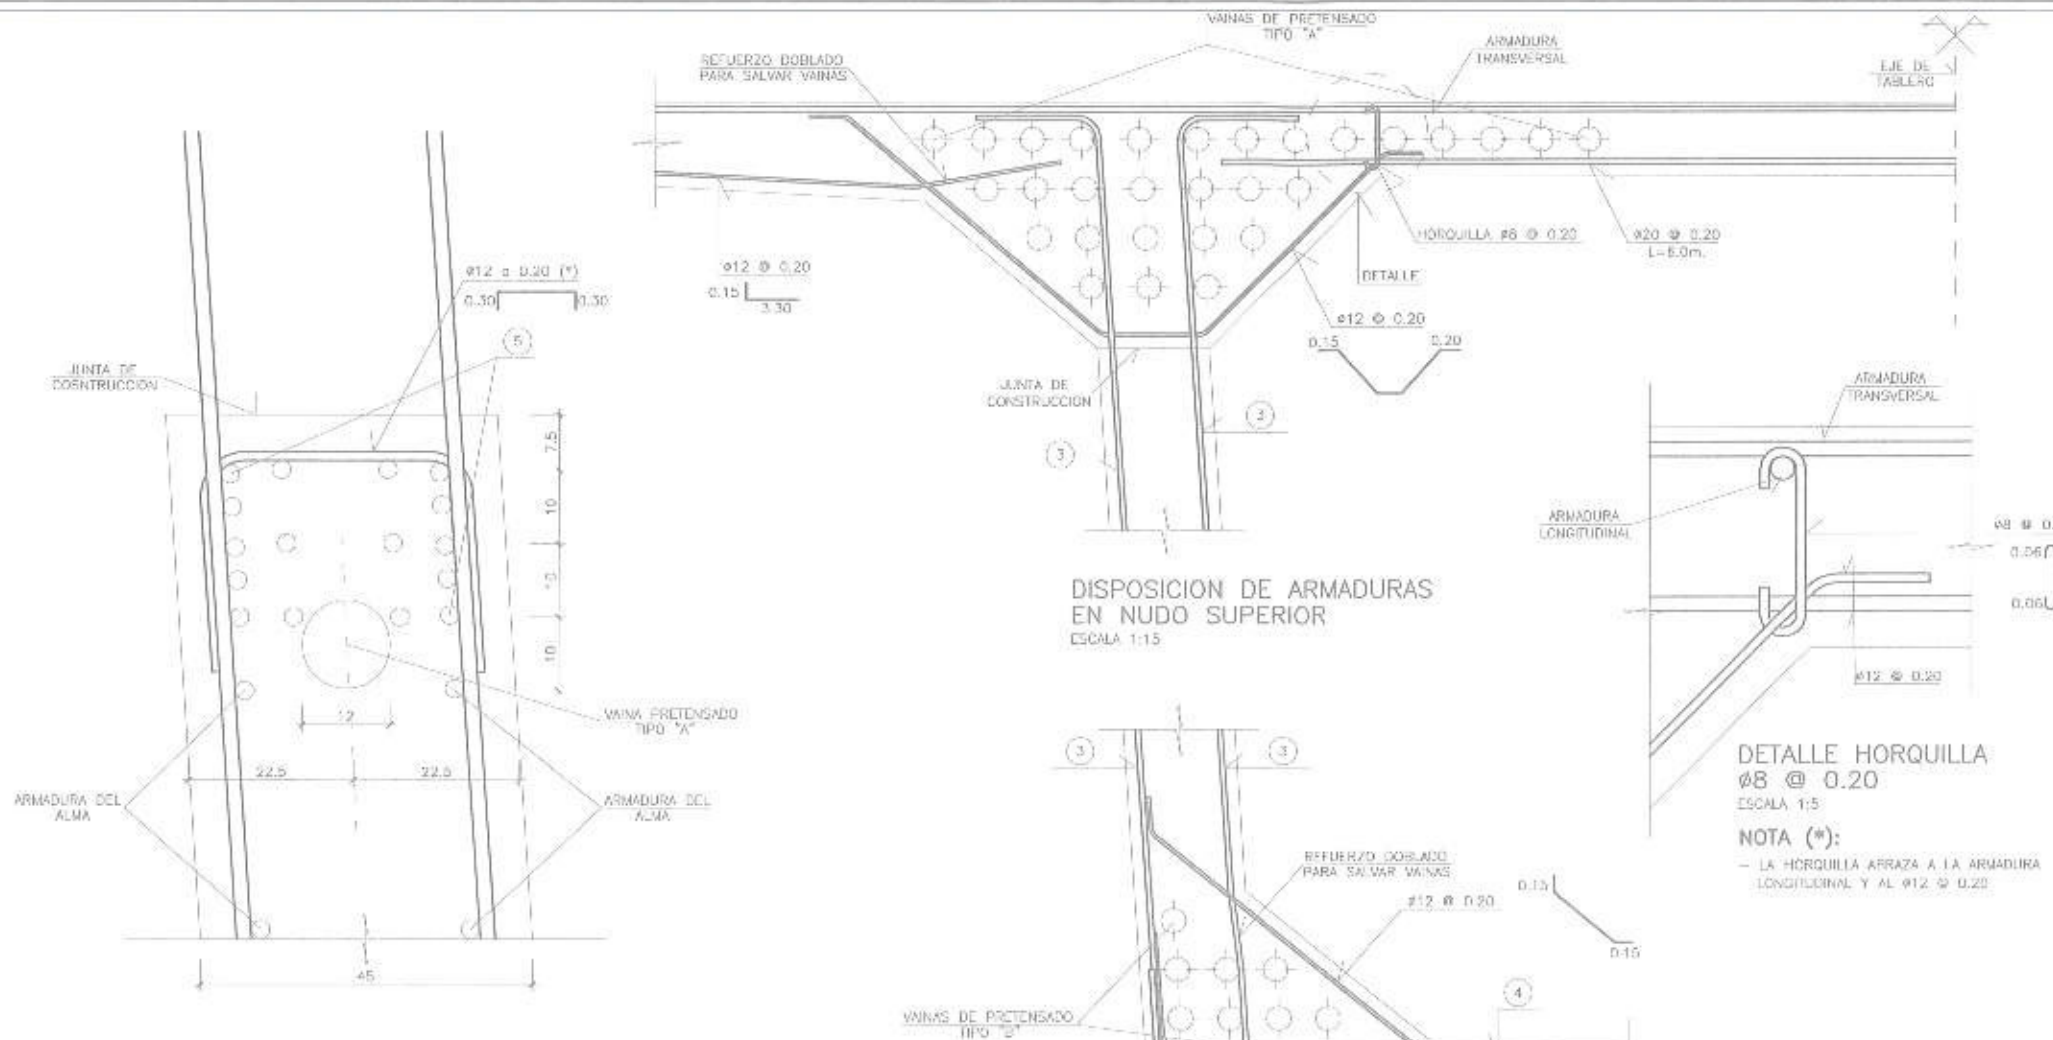 VAINAS DE PRETENSADO
TIPO "A"
REFUERZO DOBLADO
PARA SALVAR VAINAS
ARMADURA
TRANSVERSAL
EJE DE
TABLERO
ø12 a 0.20 (*)
0.30
0.30
5
JUNTA DE
COSNTRUCCION
7.5
10
10
10
12
VAINA PRETENSADO
TIPO "A"
22.5
22.5
ARMADURA DEL
ALMA
ARMADURA DEL
ALMA
45
ø12 @ 0.20
0.15
3.30
HORQUILLA ø8 @ 0.20
ø20 @ 0.20
DETALLE
ø12 @ 0.20
0.15
0.20
JUNTA DE
CONSTRUCCION
3
3
DISPOSICION DE ARMADURAS
EN NUDO SUPERIOR
ESCALA 1:15
ARMADURA
TRANSVERSAL
ARMADURA
LONGITUDINAL
ø8 @ 0.
0.06
0.06
ø12 @ 0.20
DETALLE HORQUILLA
ø8 @ 0.20
ESCALA 1:5
NOTA (*):
- LA HORQUILLA ABRAZA A LA ARMADURA
LONGITUDINAL Y AL ø12 @ 0.20
3
3
REFUERZO DOBLADO
PARA SALVAR VAINAS
ø12 @ 0.20
0.15
0.15
4
VAINAS DE PRETENSADO
TIPO "B"